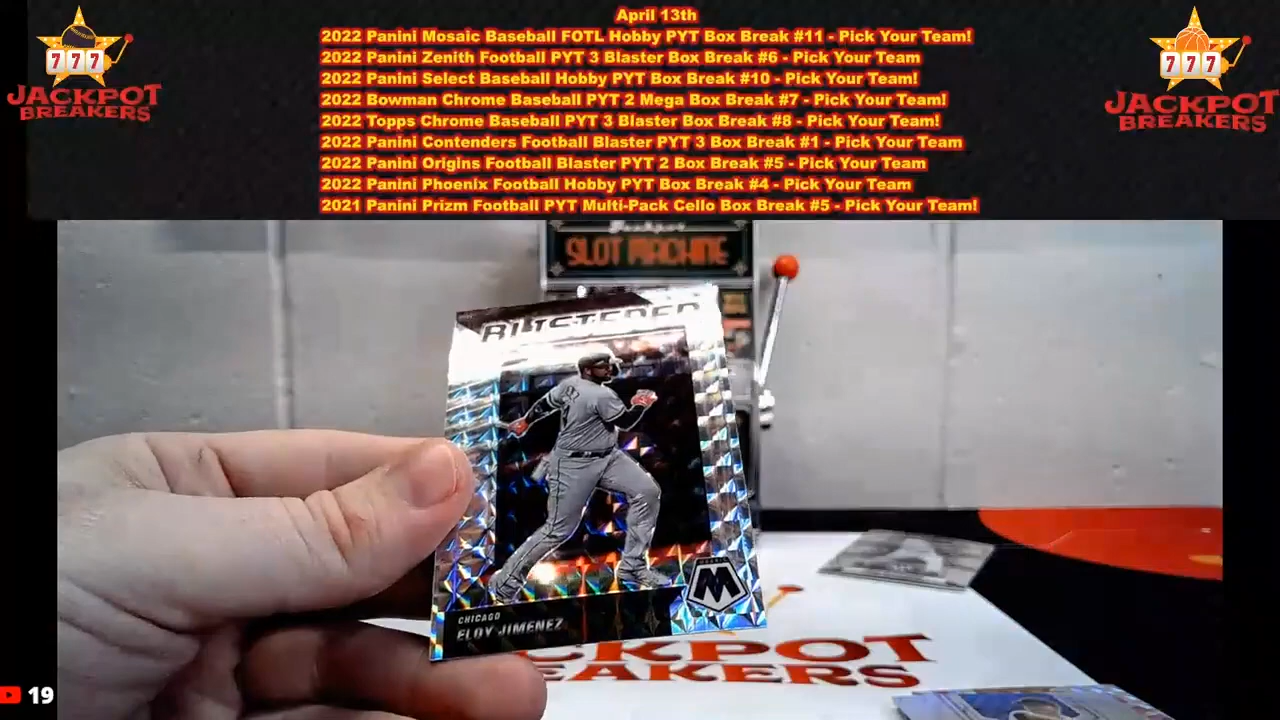 April 13th
2022 Panini Mosaic Baseball FOTL Hobby PYT Box Break #11 - Pick Your Team!
2022 Panini Zenith Football PYT 3 Blaster Box Break #6 - Pick Your Team
2022 Panini Select Baseball Hobby PYT Box Break #10 - Pick Your Team!
2022 Bowman Chrome Baseball PYT 2 Mega Box Break #7 - Pick Your Team!
2022 Topps Chrome Baseball PYT 3 Blaster Box Break #8 - Pick Your Team!
2022 Panini Contenders Football Blaster PYT 3 Box Break #1 - Pick Your Team
2022 Panini Origins Football Blaster PYT 2 Box Break #5 - Pick Your Team
2022 Panini Phoenix Football Hobby PYT Box Break #4 - Pick Your Team
2021 Panini Prizm Football PYT Multi-Pack Cello Box Break #5 - Pick Your Team!
777
JACKPOT
BREAKERS
777
JACKPOT
BREAKERS
Jackpot
SLOT MACHINE
BLISTERED
MOSAIC
M
CHICAGO
ELOY JIMENEZ
CKPOT
EAKERS
19